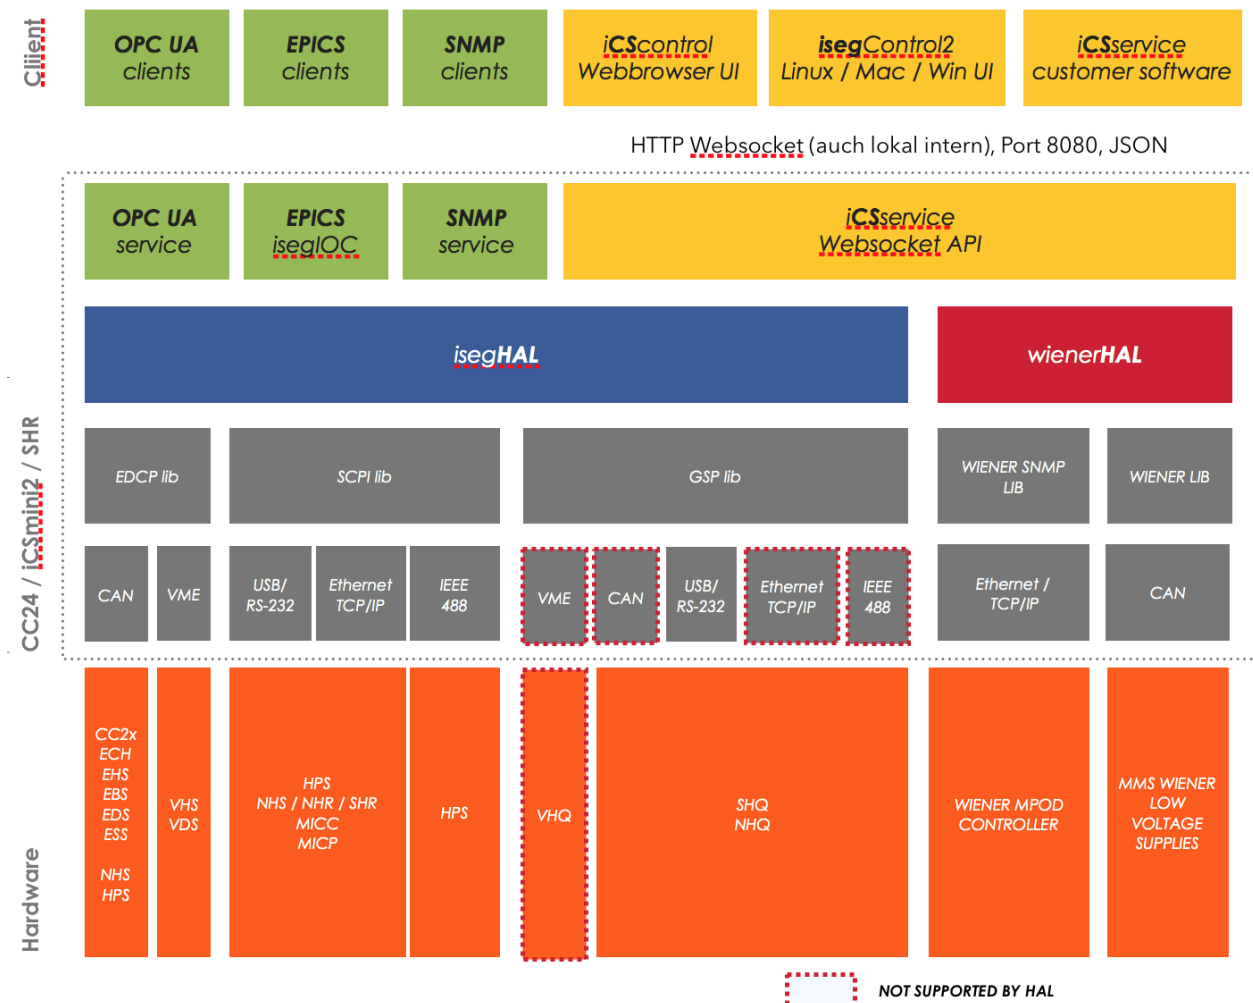 Cliient
OPC UA
clients
EPICS
clients
SNMP
clients
iCScontrol
Webbrowser UI
isegControl2
Linux / Mac / Win UI
iCSservice
customer software
HTTP Websocket (auch lokal intern), Port 8080, JSON
CC24 / iCSmini2 / SHR
OPC UA
service
EPICS
isegIOC
SNMP
service
iCSservice
Websocket API
isegHAL
wienerHAL
EDCP lib
SCPI lib
GSP lib
WIENER SNMP
LIB
WIENER LIB
CAN
VME
USB/
RS-232
Ethernet
TCP/IP
IEEE
488
VME
CAN
USB/
RS-232
Ethernet
TCP/IP
IEEE
488
Ethernet /
TCP/IP
CAN
Hardware
CC2x
ECH
EHS
EBS
EDS
ESS
NHS
HPS
VHS
VDS
HPS
NHS / NHR / SHR
MICC
MICP
HPS
VHQ
SHQ
NHQ
WIENER MPOD
CONTROLLER
MMS WIENER
LOW
VOLTAGE
SUPPLIES
NOT SUPPORTED BY HAL